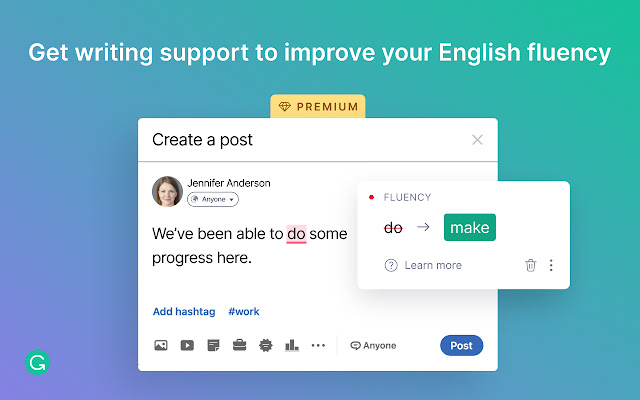 Get writing support to improve your English fluency
PREMIUM
Create a post
Jennifer Anderson
Anyone
We've been able to do some
progress here.
FLUENCY
do → make
Learn more
Add hashtag #work
Anyone
Post